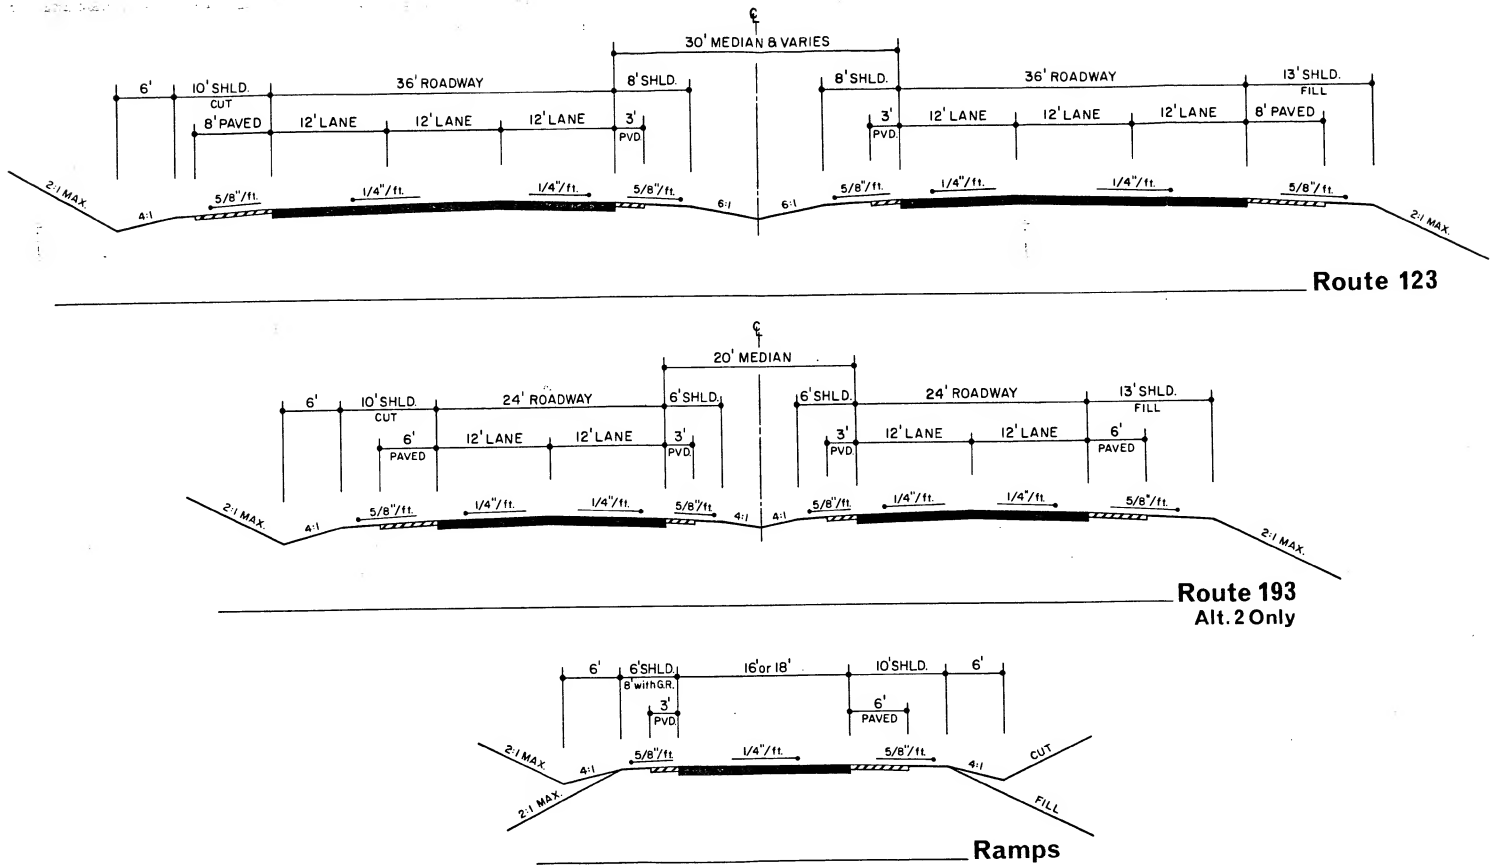 ℄
30' MEDIAN & VARIES
6' 10' SHLD. 36' ROADWAY 8' SHLD. 8' SHLD. 36' ROADWAY 13' SHLD.
CUT FILL
8' PAVED 12' LANE 12' LANE 12' LANE 3' 3' 12' LANE 12' LANE 12' LANE 8' PAVED
PVD. PVD.
2:1 MAX. 4:1 5/8"/ft. 1/4"/ft. 1/4"/ft. 5/8"/ft. 6:1 6:1 5/8"/ft. 1/4"/ft. 1/4"/ft. 5/8"/ft. 2:1 MAX.
Route 123
℄
20' MEDIAN
6' 10' SHLD. 24' ROADWAY 6' SHLD. 6' SHLD. 24' ROADWAY 13' SHLD.
CUT FILL
6' 12' LANE 12' LANE 3' 3' 12' LANE 12' LANE 6'
PAVED PVD. PVD. PAVED
2:1 MAX. 4:1 5/8"/ft. 1/4"/ft. 1/4"/ft. 5/8"/ft. 4:1 4:1 5/8"/ft. 1/4"/ft. 1/4"/ft. 5/8"/ft. 2:1 MAX.
Route 193
Alt. 2 Only
6' 6' SHLD. 16' or 18' 10' SHLD. 6'
8' with G.R.
3' 6'
PVD. PAVED
2:1 MAX. 4:1 5/8"/ft. 1/4"/ft. 5/8"/ft. 4:1 CUT
2:1 MAX. FILL
Ramps